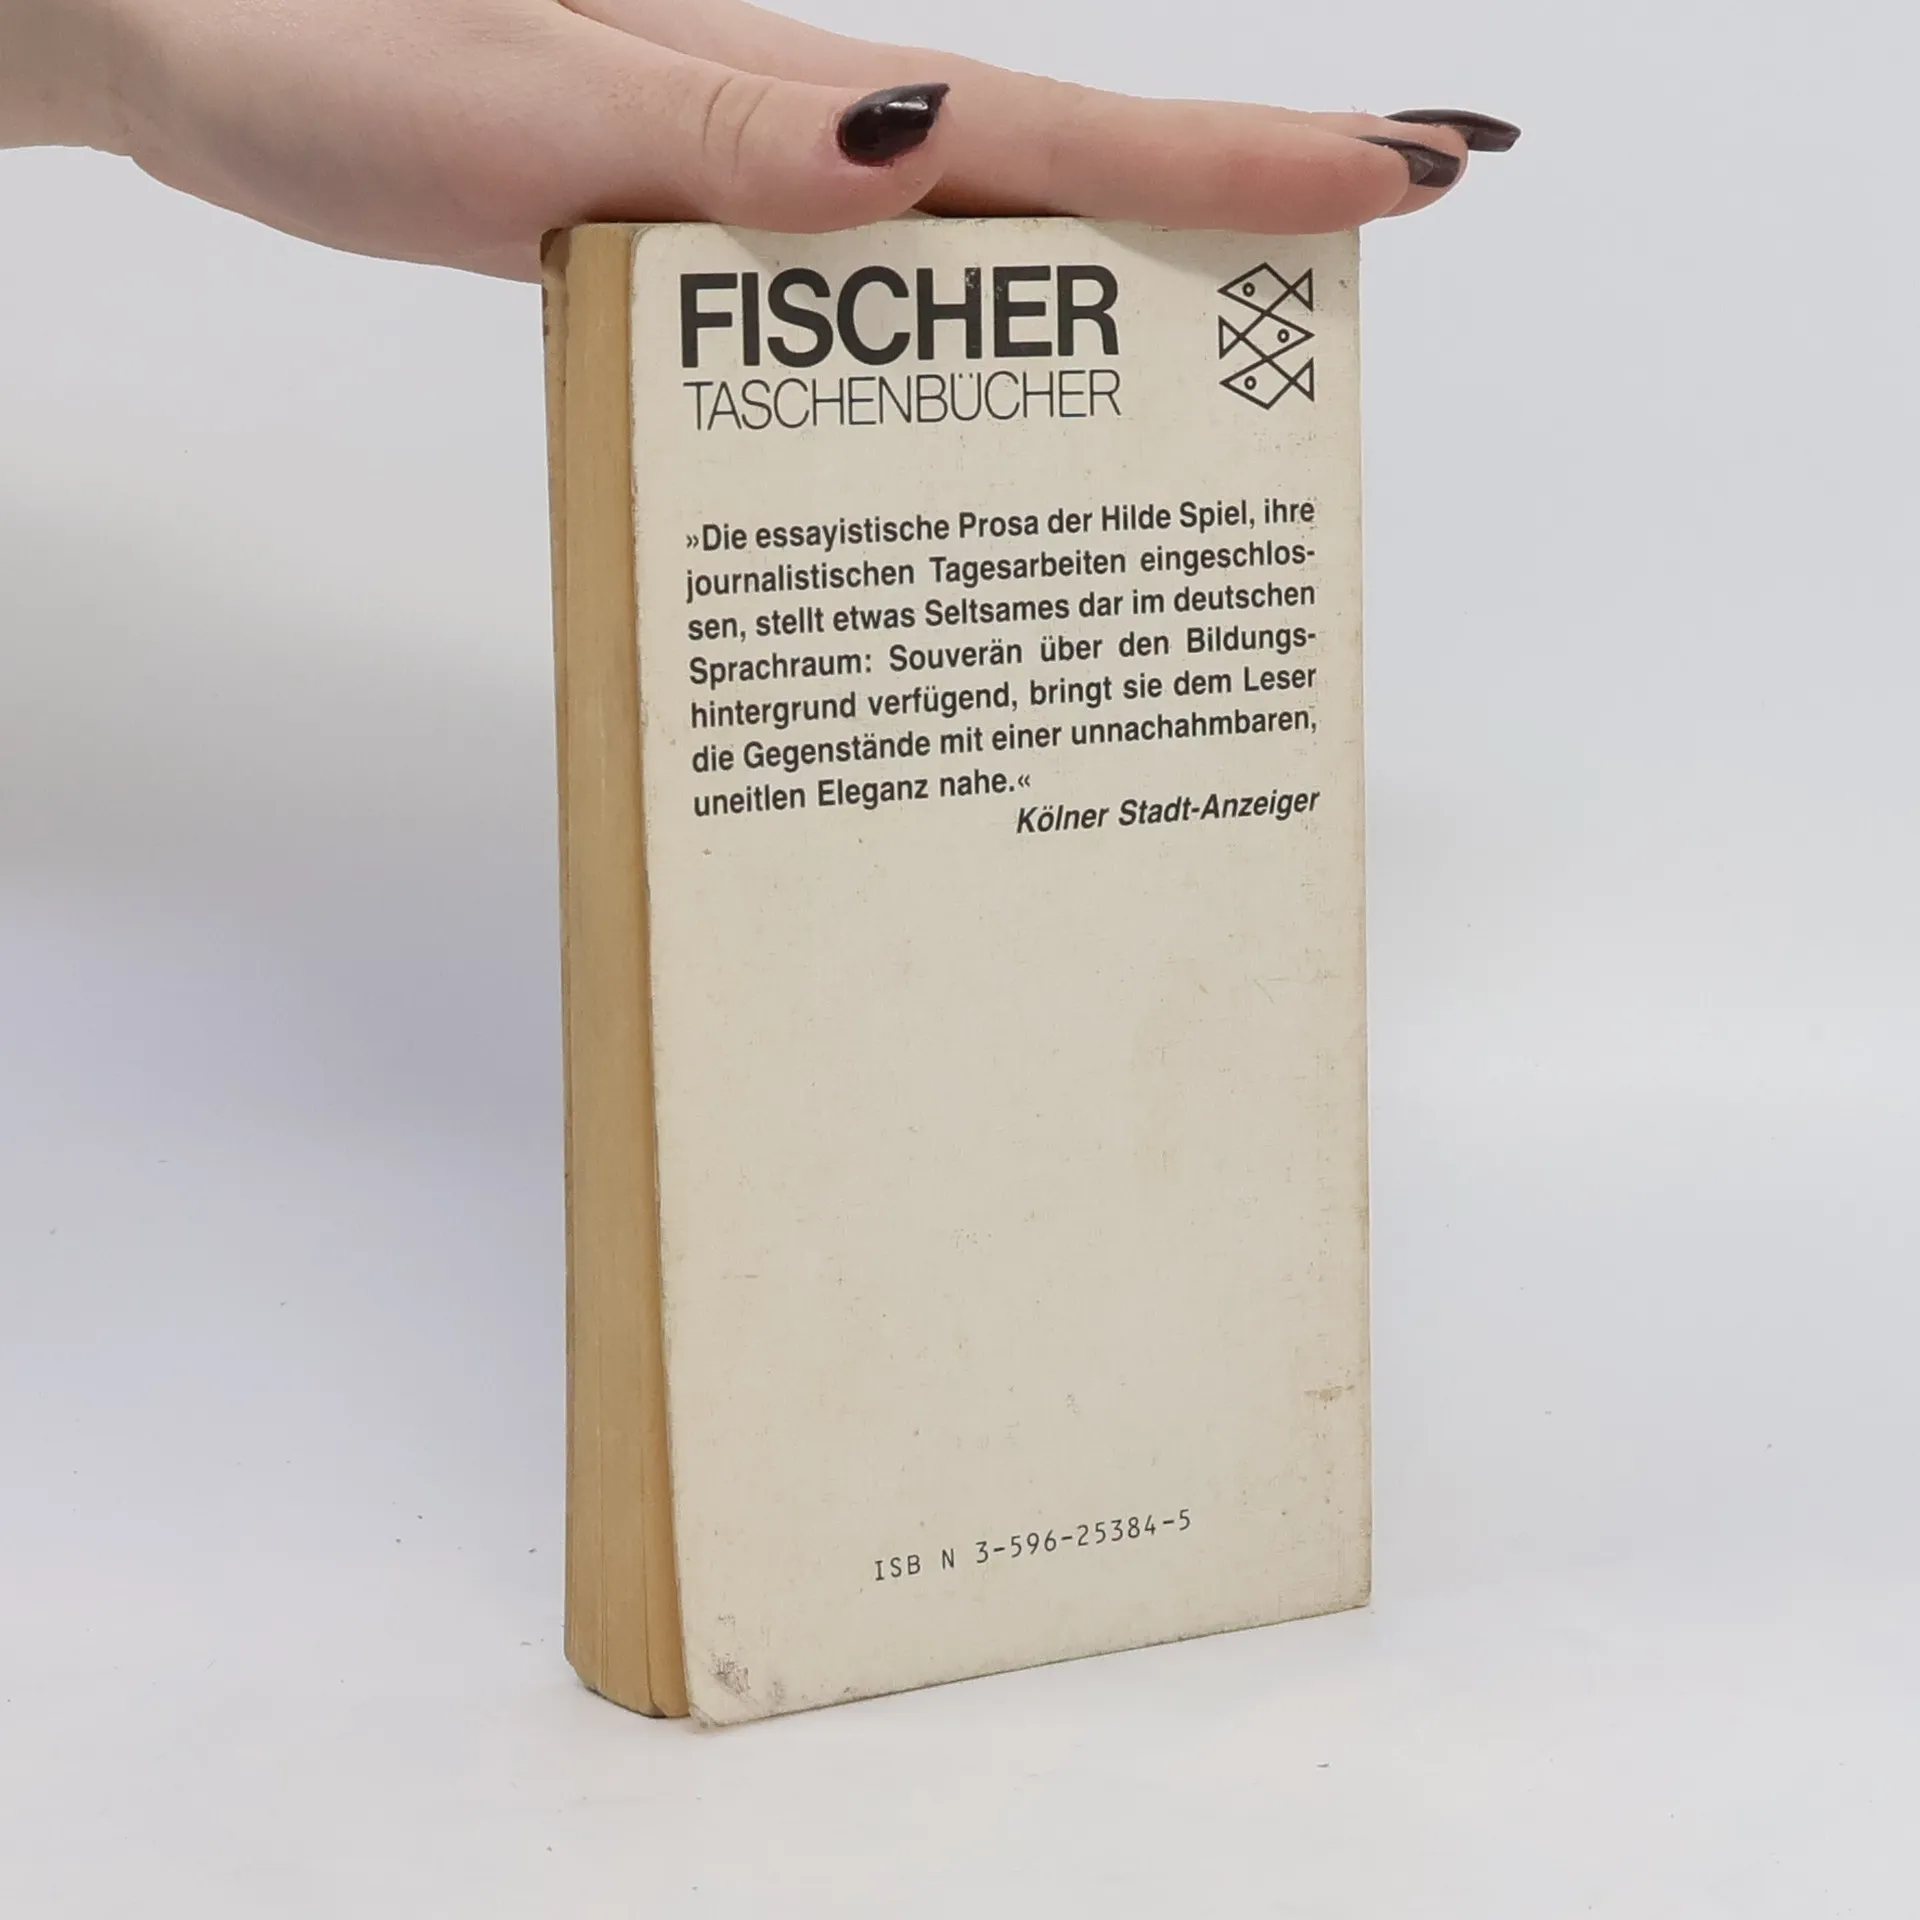 FISCHER
TASCHENBÜCHER
»Die essayistische Prosa der Hilde Spiel, ihre
journalistischen Tagesarbeiten eingeschlos-
sen, stellt etwas Seltsames dar im deutschen
Sprachraum: Souverän über den Bildungs-
hintergrund verfügend, bringt sie dem Leser
die Gegenstände mit einer unnachahmbaren,
uneitlen Eleganz nahe.«
Kölner Stadt-Anzeiger
ISB N 3-596-25384-5